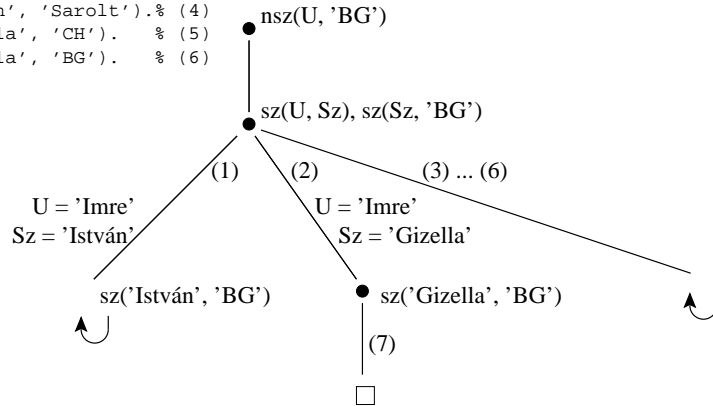 'Sarolt').% (4)
'CH'). % (5)
'BG'). % (6)
nsz(U, 'BG')
sz(U, Sz), sz(Sz, 'BG')
(1)
(2)
(3) ... (6)
U = 'Imre'
Sz = 'István'
U = 'Imre'
Sz = 'Gizella'
sz('István', 'BG')
sz('Gizella', 'BG')
(7)